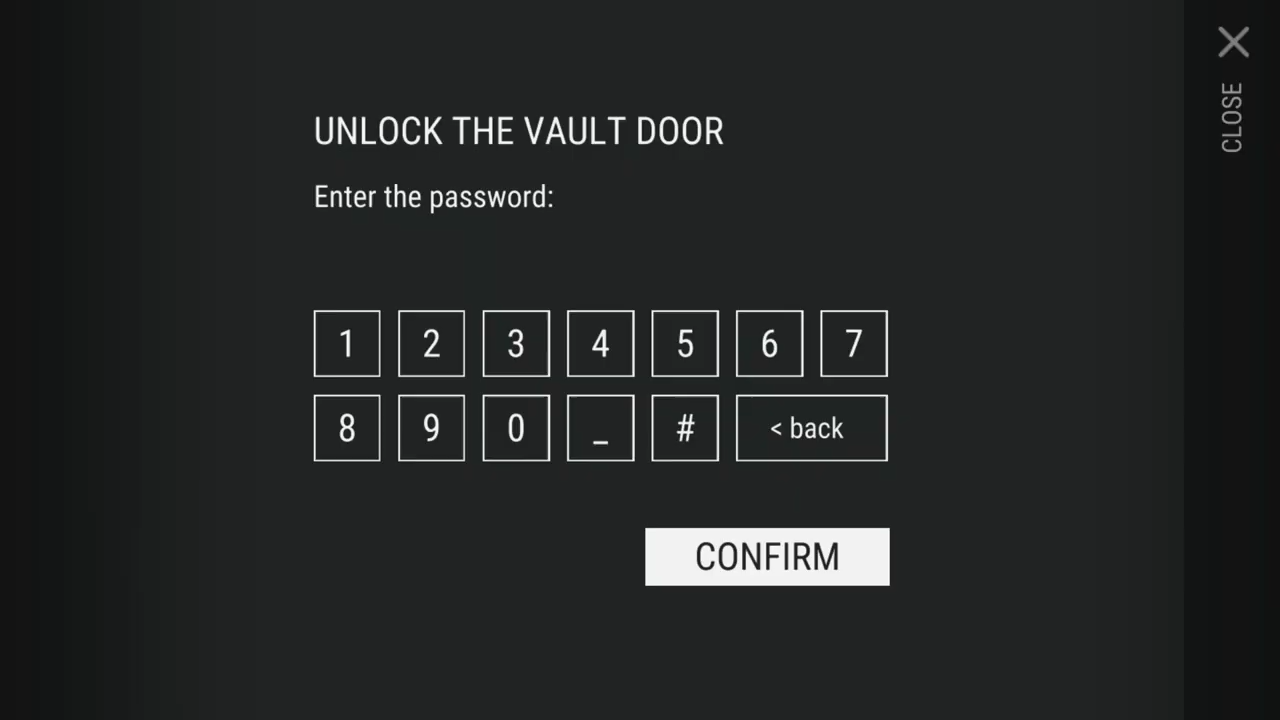 CLOSE
UNLOCK THE VAULT DOOR
Enter the password:
1 2 3 4 5 6 7
8 9 0 _ # < back
CONFIRM